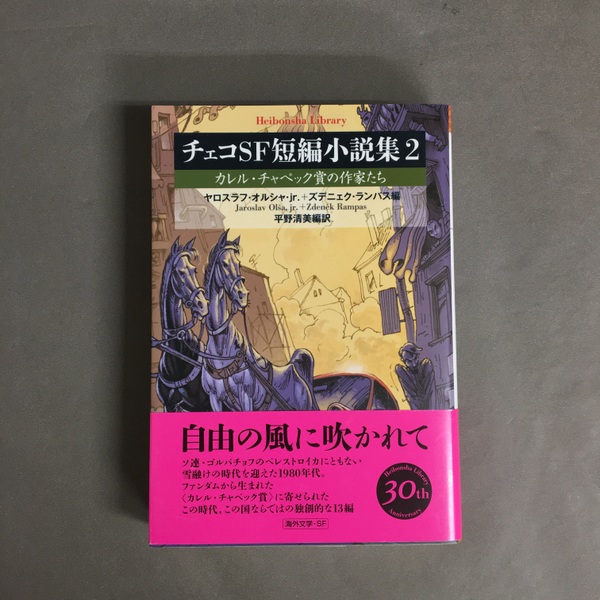 Heibonsha Library
チェコSF短編小説集2
カレル・チャペック賞の作家たち
ヤロスラフ・オルシャ・jr.+ズデニェク・ランパス編
Jaroslav Olša, jr.+Zdeněk Rampas
平野清美編訳
自由の風に吹かれて
ソ連・ゴルバチョフのペレストロイカにともない
雪融けの時代を迎えた1980年代。
ファンダムから生まれた
〈カレル・チャペック賞〉に寄せられた
この時代、この国ならではの独創的な13編
海外文学・SF
Heibonsha Library
30th
Anniversary